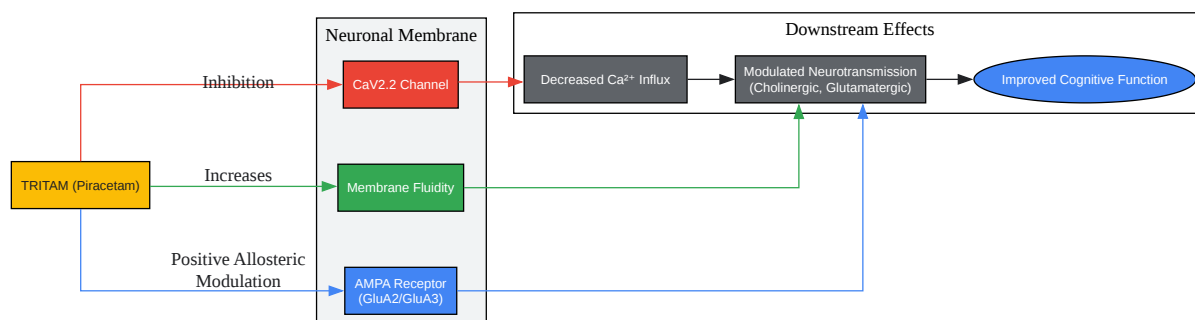 Downstream Effects
Neuronal Membrane
Inhibition
CaV2.2 Channel
Decreased Ca²⁺ Influx
Modulated Neurotransmission
(Cholinergic, Glutamatergic)
Improved Cognitive Function
TRITAM (Piracetam)
Increases
Membrane Fluidity
Positive Allosteric
Modulation
AMPA Receptor
(GluA2/GluA3)